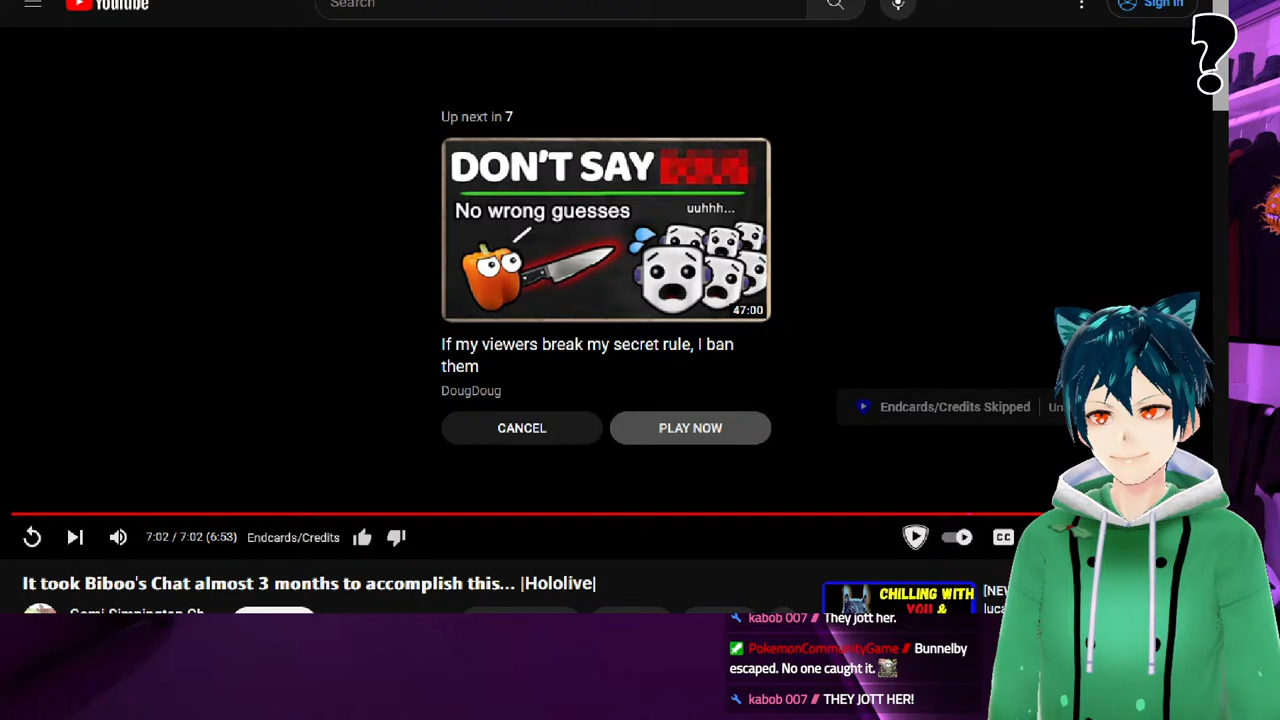 YouTube
Search
Sign in
?
Up next in 7
DON'T SAY
No wrong guesses
uuhhh...
47:00
If my viewers break my secret rule, I ban
them
DougDoug
CANCEL
PLAY NOW
Endcards/Credits Skipped
7:02 / 7:02 (6:53)
Endcards/Credits
CC
It took Biboo's Chat almost 3 months to accomplish this... |Hololive|
CHILLING WITH
YOU &
[NE
kabob 007 // They jott her.
PokemonCommunityGame // Bunnelby
escaped. No one caught it.
kabob 007 // THEY JOTT HER!